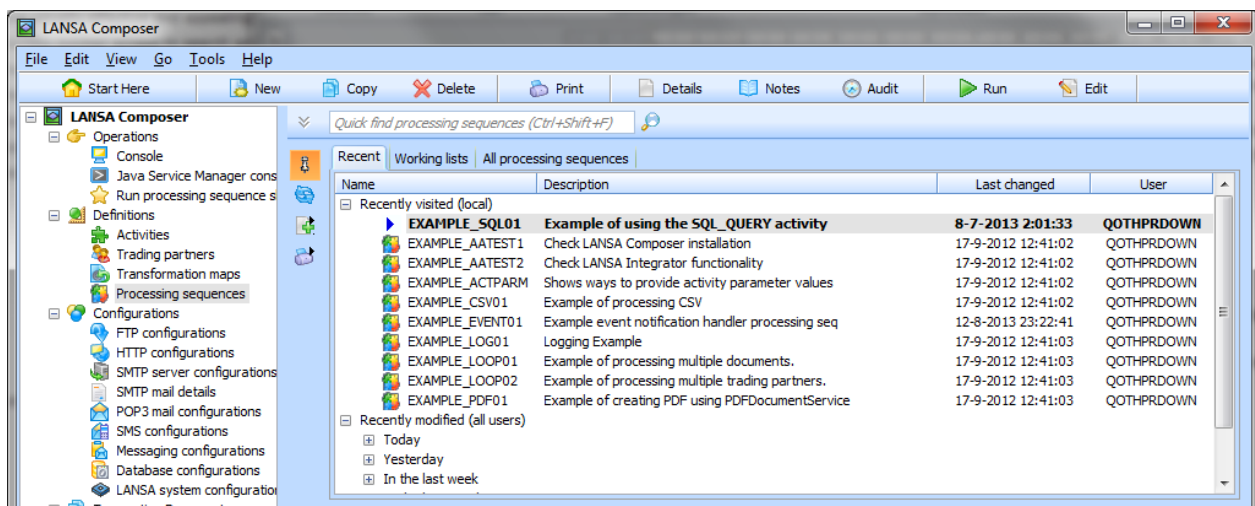 LANSA Composer
File Edit View Go Tools Help
Start Here New Copy Delete Print Details Notes Audit Run Edit
LANSA Composer
Operations
Console
Java Service Manager cons
Run processing sequence s
Definitions
Activities
Trading partners
Transformation maps
Processing sequences
Configurations
FTP configurations
HTTP configurations
SMTP server configurations
SMTP mail details
POP3 mail configurations
SMS configurations
Messaging configurations
Database configurations
LANSA system configuration
Quick find processing sequences (Ctrl+Shift+F)
Recent Working lists All processing sequences
Name Description Last changed User
Recently visited (local)
EXAMPLE_SQL01 Example of using the SQL_QUERY activity 8-7-2013 2:01:33 QOTHPRDOWN
EXAMPLE_AATEST1 Check LANSA Composer installation 17-9-2012 12:41:02 QOTHPRDOWN
EXAMPLE_AATEST2 Check LANSA Integrator functionality 17-9-2012 12:41:02 QOTHPRDOWN
EXAMPLE_ACTPARM Shows ways to provide activity parameter values 17-9-2012 12:41:02 QOTHPRDOWN
EXAMPLE_CSV01 Example of processing CSV 17-9-2012 12:41:02 QOTHPRDOWN
EXAMPLE_EVENT01 Example event notification handler processing seq 12-8-2013 23:22:41 QOTHPRDOWN
EXAMPLE_LOG01 Logging Example 17-9-2012 12:41:03 QOTHPRDOWN
EXAMPLE_LOOP01 Example of processing multiple documents. 17-9-2012 12:41:03 QOTHPRDOWN
EXAMPLE_LOOP02 Example of processing multiple trading partners. 17-9-2012 12:41:03 QOTHPRDOWN
EXAMPLE_PDF01 Example of creating PDF using PDFDocumentService 17-9-2012 12:41:03 QOTHPRDOWN
Recently modified (all users)
Today
Yesterday
In the last week